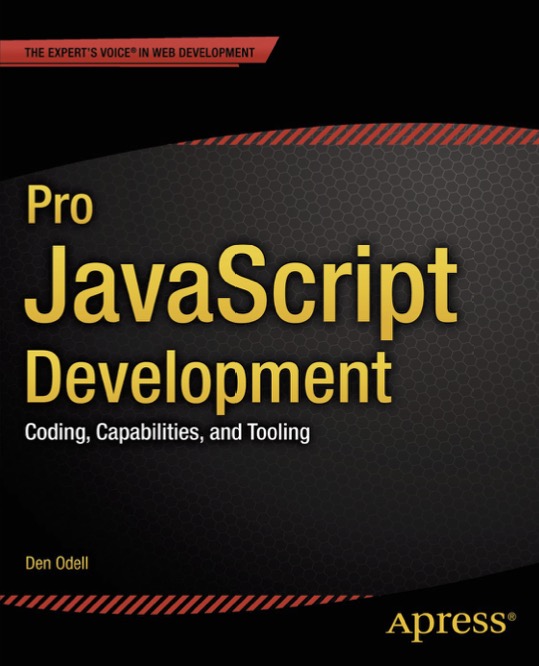 THE EXPERT'S VOICE® IN WEB DEVELOPMENT
Pro
JavaScript
Development
Coding, Capabilities, and Tooling
Den Odell
Apress®